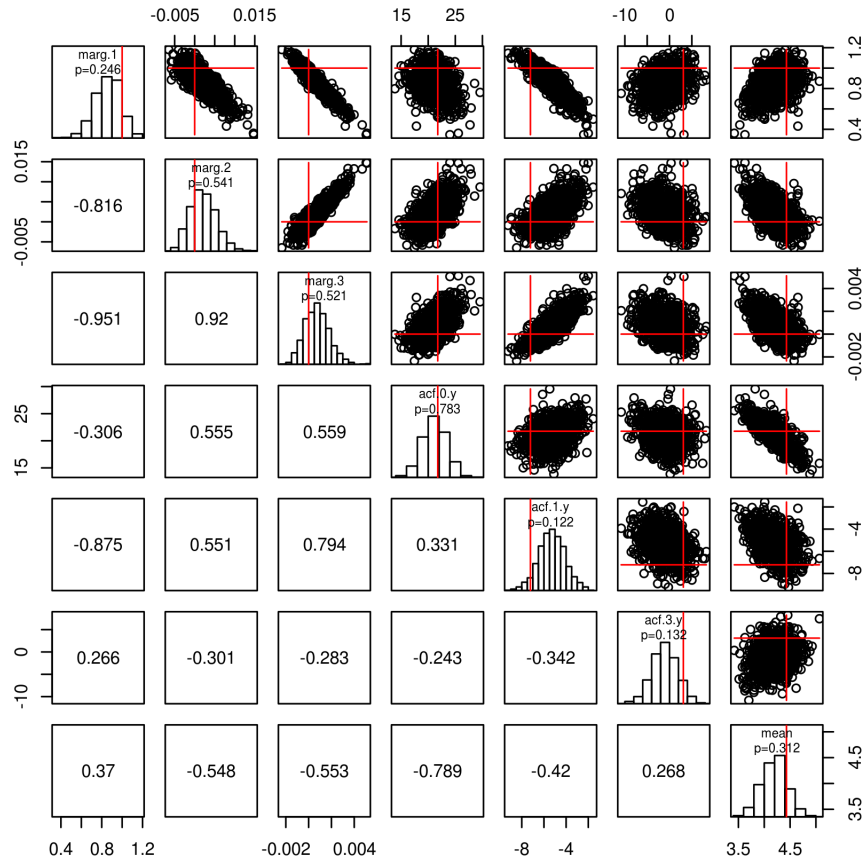 -0.005 0.015 15 25 -10 0
marg.1
p=0.246
0.4 0.8 1.2
-0.005 0.015
-0.816
marg.2
p=0.541
-0.951
0.92
marg.3
p=0.521
-0.002 0.004
15 25
-0.306
0.555
0.559
acf.0.y
p=0.783
-0.875
0.551
0.794
0.331
acf.1.y
p=0.122
-8 -4
-10 0
0.266
-0.301
-0.283
-0.243
-0.342
acf.3.y
p=0.132
0.37
-0.548
-0.553
-0.789
-0.42
0.268
mean
p=0.312
3.5 4.5
0.4 0.8 1.2 -0.002 0.004 -8 -4 3.5 4.5